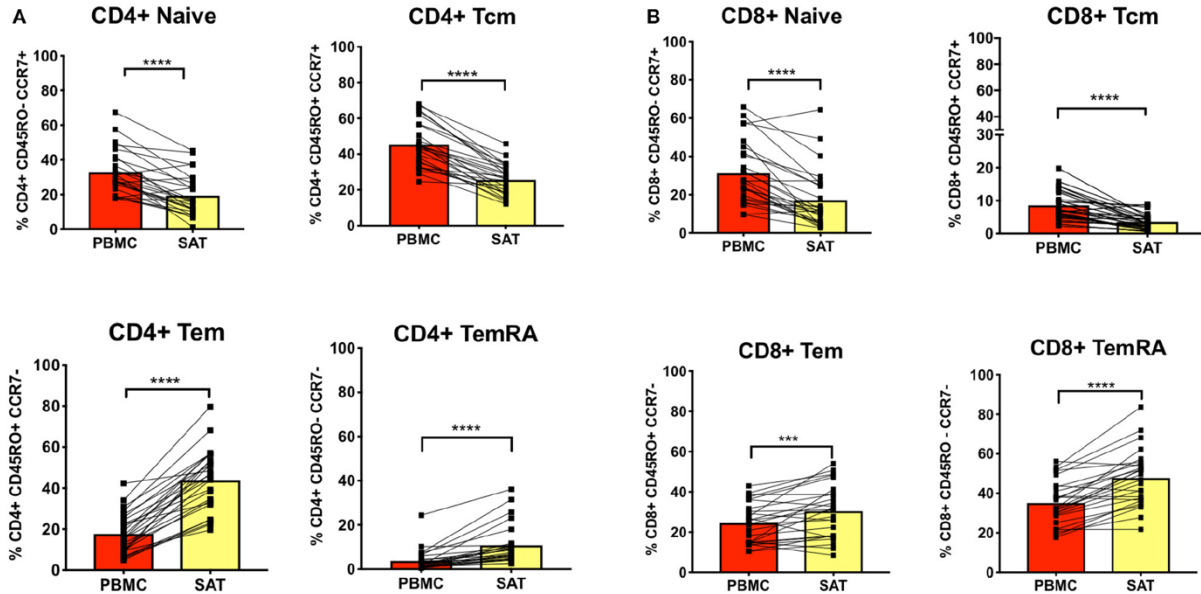 A
CD4+ Naive
% CD4+ CD45RO- CCR7+
100
80
60
40
20
0
****
PBMC
SAT
CD4+ Tcm
% CD4+ CD45RO+ CCR7+
100
80
60
40
20
0
****
PBMC
SAT
B
CD8+ Naive
% CD8+ CD45RO- CCR7+
100
80
60
40
20
0
****
PBMC
SAT
CD8+ Tcm
% CD8+ CD45RO+ CCR7+
100
80
60
40
30
20
10
0
****
PBMC
SAT
CD4+ Tem
% CD4+ CD45RO+ CCR7-
100
80
60
40
20
0
****
PBMC
SAT
CD4+ TemRA
% CD4+ CD45RO- CCR7-
100
80
60
40
20
0
****
PBMC
SAT
CD8+ Tem
% CD8+ CD45RO+ CCR7-
100
80
60
40
20
0
***
PBMC
SAT
CD8+ TemRA
% CD8+ CD45RO - CCR7-
100
80
60
40
20
0
****
PBMC
SAT